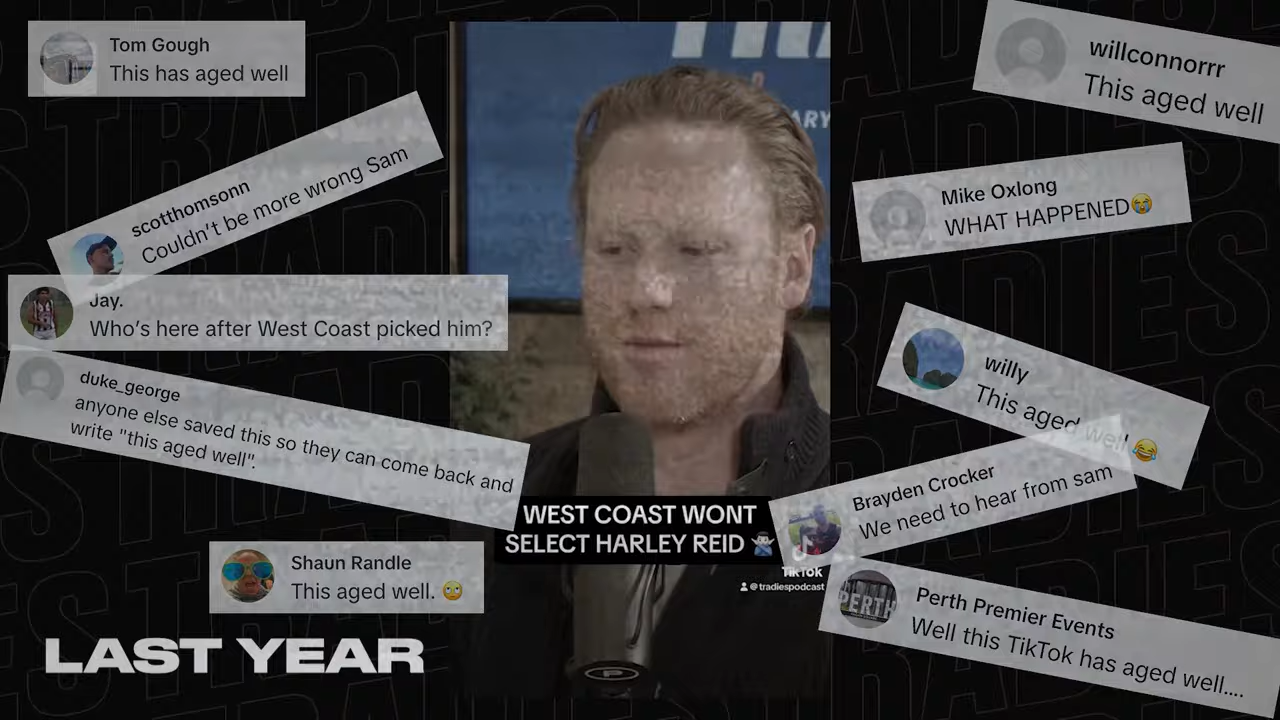 Tom Gough
This has aged well
scotthomsonn
Couldn't be more wrong Sam
Jay.
Who's here after West Coast picked him?
duke_george
anyone else saved this so they can come back and
write "this aged well".
Shaun Randle
This aged well. 🙄
LAST YEAR
ARY
WEST COAST WONT
SELECT HARLEY REID 🙅🏻‍♂️
TikTok
@tradiespodcast
willconnorrr
This aged well
Mike Oxlong
WHAT HAPPENED😭
willy
This aged well 😂
Brayden Crocker
We need to hear from sam
PERTH
Perth Premier Events
Well this TikTok has aged well....
TRADIES